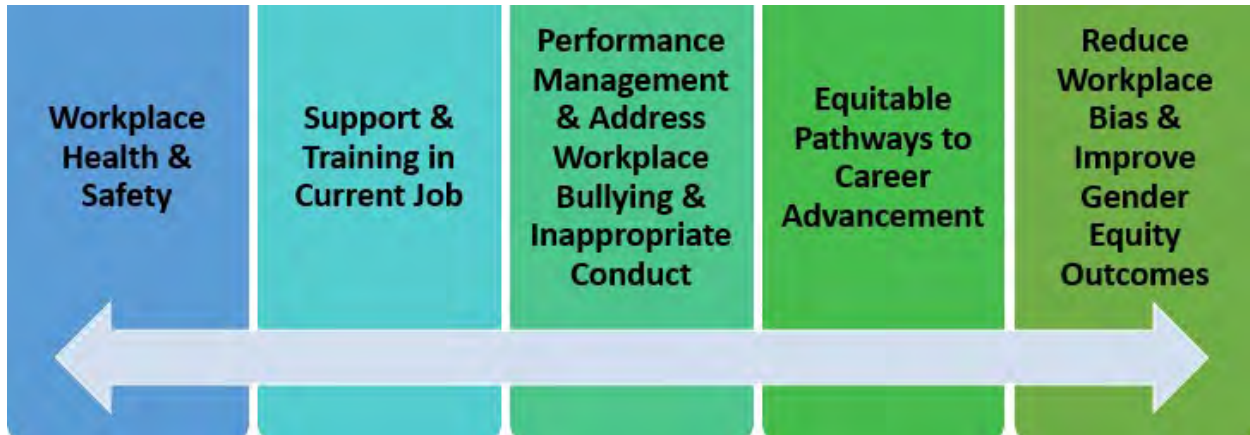 Workplace
Health &
Safety
Support &
Training in
Current Job
Performance
Management
& Address
Workplace
Bullying &
Inappropriate
Conduct
Equitable
Pathways to
Career
Advancement
Reduce
Workplace
Bias &
Improve
Gender
Equity
Outcomes